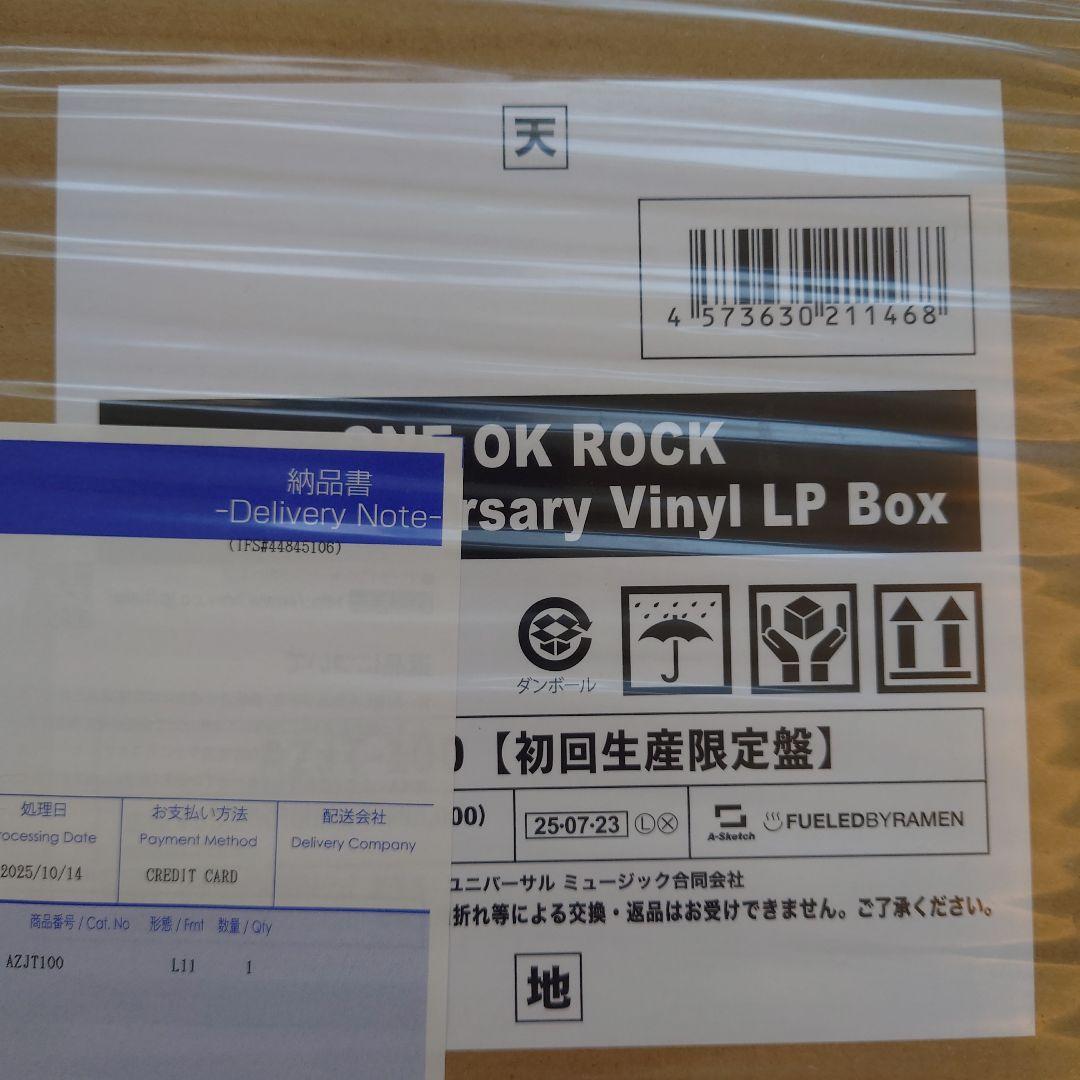 天
4 573630 211468
ONE OK ROCK
rsary Vinyl LP Box
納品書
-Delivery Note-
(IFS#44845106)
ダンボール
【初回生産限定盤】
00)
25・07・23
Ⓛ
Ⓧ
A-Sketch
FUELEDBYRAMEN
処理日
お支払い方法
配送会社
rocessing Date
Payment Method
Delivery Company
2025/10/14
CREDIT CARD
ユニバーサル ミュージック合同会社
折れ等による交換・返品はお受けできません。ご了承ください。
商品番号 / Cat. No
形態 / Fmt
数量 / Qty
AZJT100
L11
1
地